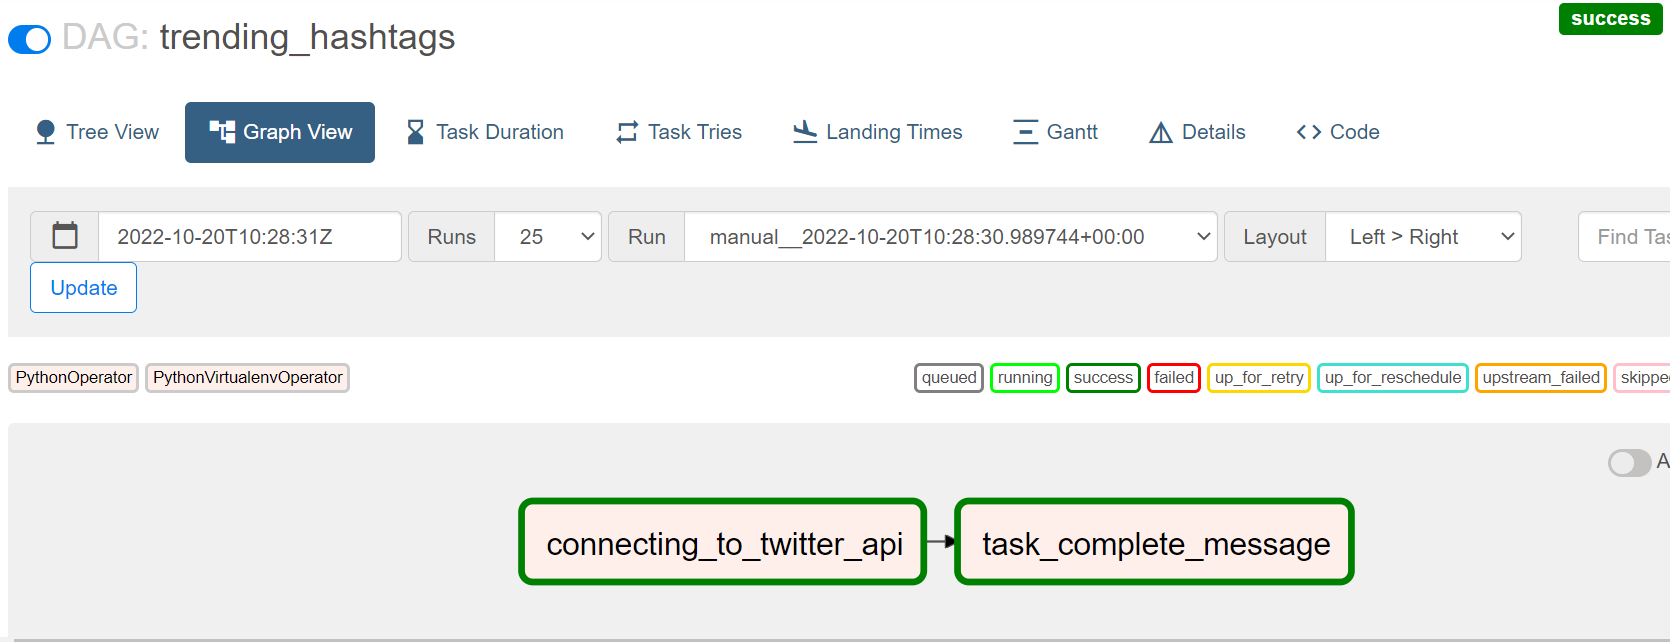 DAG: trending_hashtags
success
Tree View Graph View Task Duration Task Tries Landing Times Gantt Details Code
2022-10-20T10:28:31Z Runs 25 Run manual__2022-10-20T10:28:30.989744+00:00 Layout Left > Right Find
Update
PythonOperator PythonVirtualenvOperator queued running success failed up_for_retry up_for_reschedule upstream_failed
connecting_to_twitter_api task_complete_message